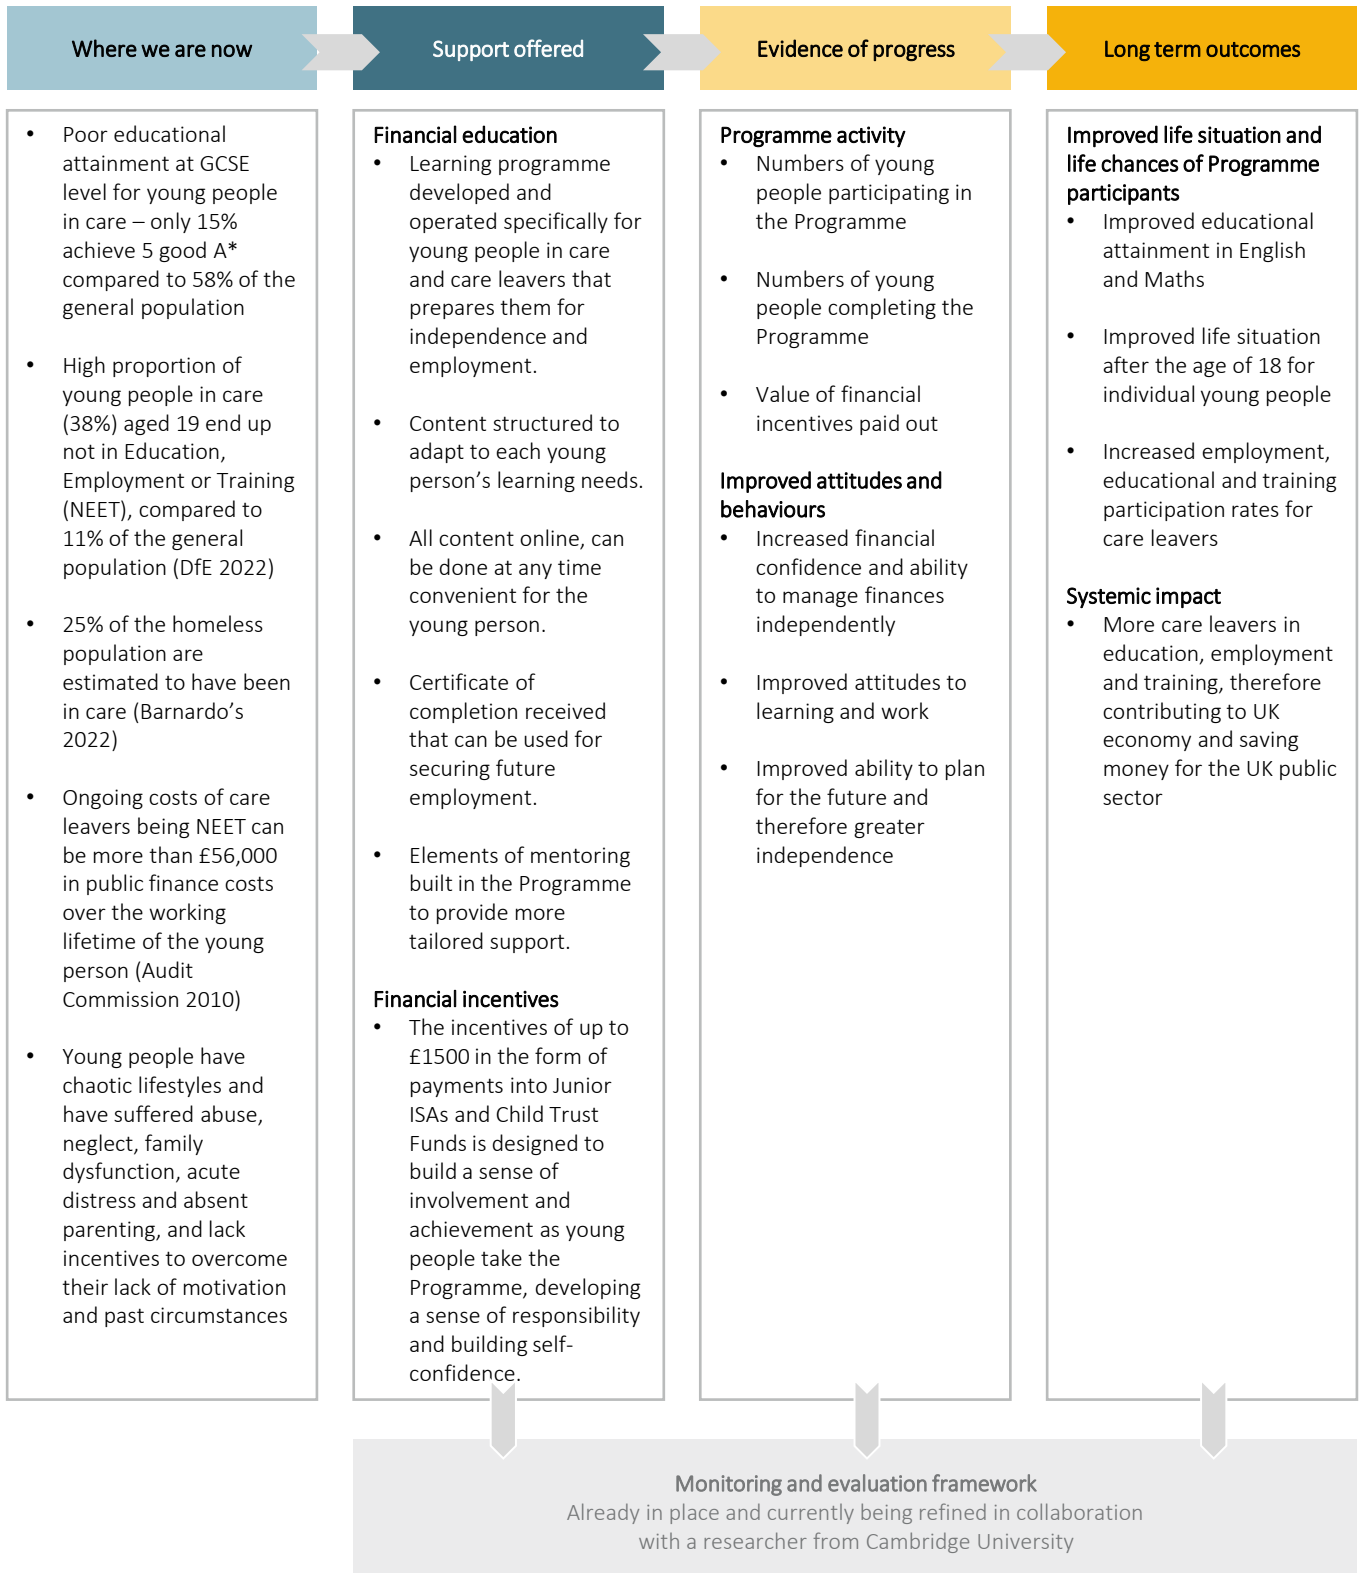 Where we are now
Support offered
Evidence of progress
Long term outcomes
• Poor educational
attainment at GCSE
level for young people
in care – only 15%
achieve 5 good A*
compared to 58% of the
general population
• High proportion of
young people in care
(38%) aged 19 end up
not in Education,
Employment or Training
(NEET), compared to
11% of the general
population (DfE 2022)
• 25% of the homeless
population are
estimated to have been
in care (Barnardo’s
2022)
• Ongoing costs of care
leavers being NEET can
be more than £56,000
in public finance costs
over the working
lifetime of the young
person (Audit
Commission 2010)
• Young people have
chaotic lifestyles and
have suffered abuse,
neglect, family
dysfunction, acute
distress and absent
parenting, and lack
incentives to overcome
their lack of motivation
and past circumstances
Financial education
• Learning programme
developed and
operated specifically for
young people in care
and care leavers that
prepares them for
independence and
employment.
• Content structured to
adapt to each young
person’s learning needs.
• All content online, can
be done at any time
convenient for the
young person.
• Certificate of
completion received
that can be used for
securing future
employment.
• Elements of mentoring
built in the Programme
to provide more
tailored support.
Financial incentives
• The incentives of up to
£1500 in the form of
payments into Junior
ISAs and Child Trust
Funds is designed to
build a sense of
involvement and
achievement as young
people take the
Programme, developing
a sense of responsibility
and building self-
confidence.
Programme activity
• Numbers of young
people participating in
the Programme
• Numbers of young
people completing the
Programme
• Value of financial
incentives paid out
Improved attitudes and
behaviours
• Increased financial
confidence and ability
to manage finances
independently
• Improved attitudes to
learning and work
• Improved ability to plan
for the future and
therefore greater
independence
Improved life situation and
life chances of Programme
participants
• Improved educational
attainment in English
and Maths
• Improved life situation
after the age of 18 for
individual young people
• Increased employment,
educational and training
participation rates for
care leavers
Systemic impact
• More care leavers in
education, employment
and training, therefore
contributing to UK
economy and saving
money for the UK public
sector
Monitoring and evaluation framework
Already in place and currently being refined in collaboration
with a researcher from Cambridge University